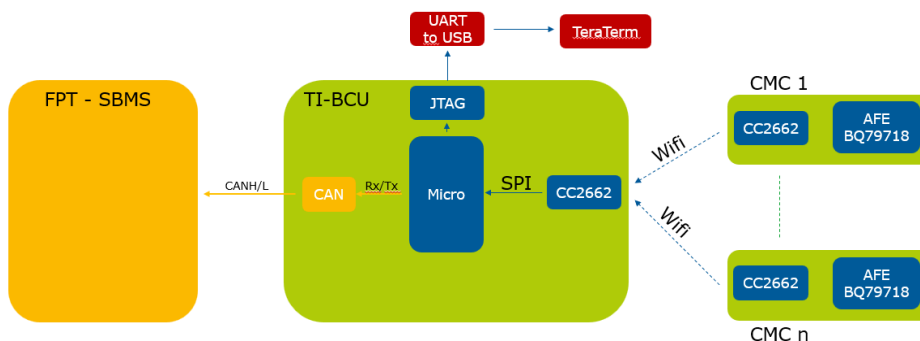 UART
to USB
TeraTerm
FPT - SBMS
TI-BCU
JTAG
CMC 1
CC2662
AFE
BQ79718
Wifi
CANH/L
CAN
Rx/Tx
Micro
SPI
CC2662
Wifi
CC2662
AFE
BQ79718
CMC n